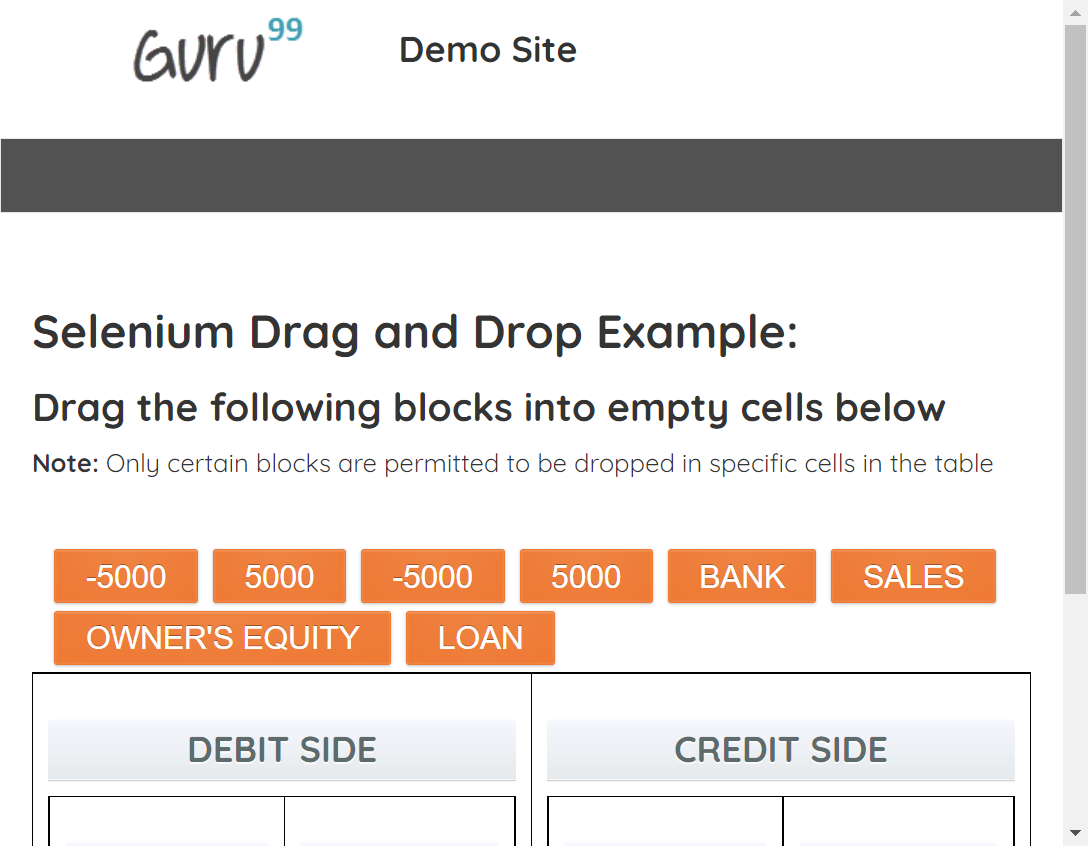 Guru99 Demo Site
Selenium Drag and Drop Example:
Drag the following blocks into empty cells below
Note: Only certain blocks are permitted to be dropped in specific cells in the table
-5000 5000 -5000 5000 BANK SALES
OWNER'S EQUITY LOAN
DEBIT SIDE CREDIT SIDE